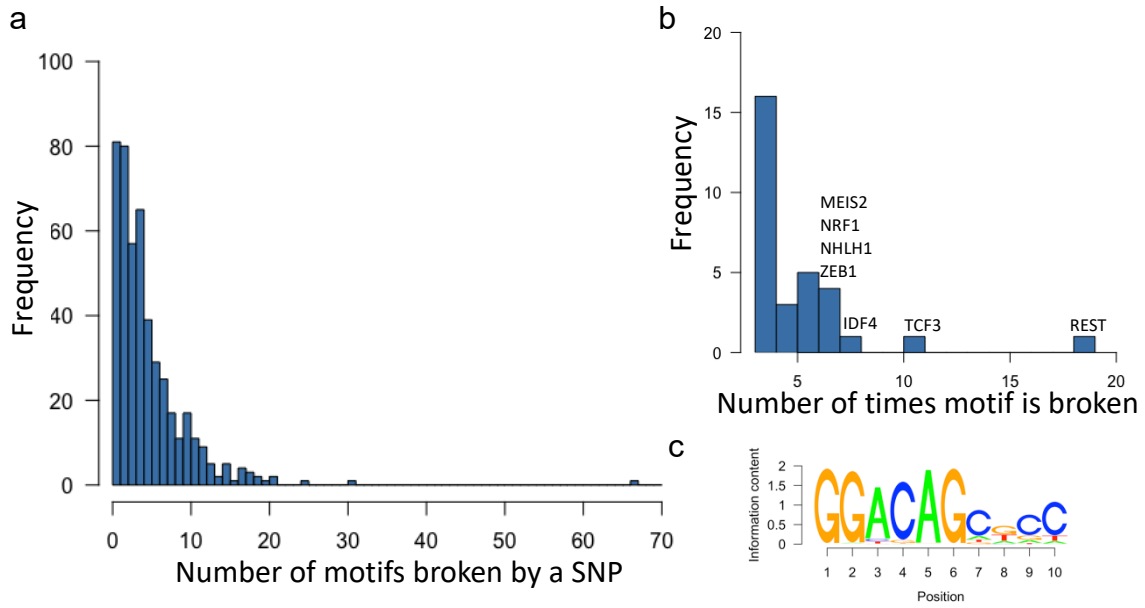 a
100
80
60
40
20
0
Frequency
0 10 20 30 40 50 60 70
Number of motifs broken by a SNP
b
20
15
10
5
0
Frequency
MEIS2
NRF1
NHLH1
ZEB1
IDF4
TCF3
REST
5 10 15 20
Number of times motif is broken
c
2
1.5
1
0.5
0
Information content
GGACAGCGCC
1 2 3 4 5 6 7 8 9 10
Position